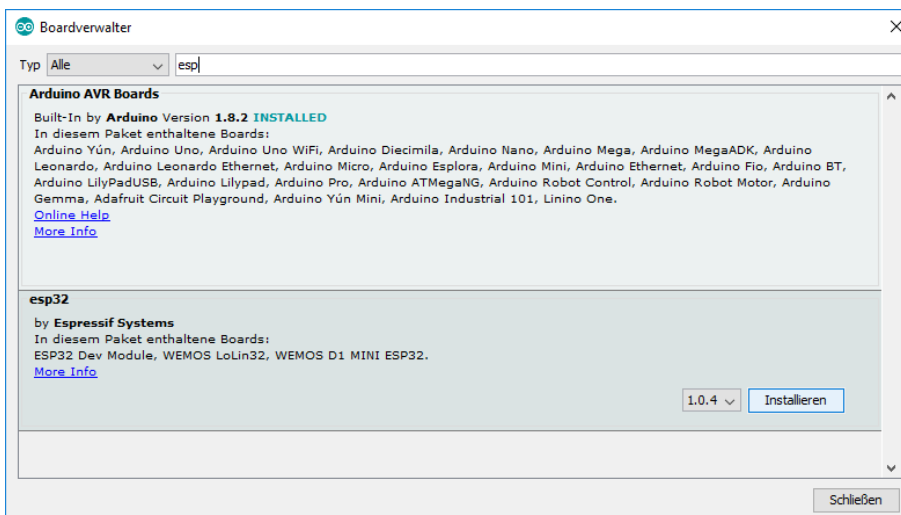 Boardverwalter
Typ Alle esp
Arduino AVR Boards
Built-In by Arduino Version 1.8.2 INSTALLED
In diesem Paket enthaltene Boards:
Arduino Yún, Arduino Uno, Arduino Uno WiFi, Arduino Diecimila, Arduino Nano, Arduino Mega, Arduino MegaADK, Arduino
Leonardo, Arduino Leonardo Ethernet, Arduino Micro, Arduino Esplora, Arduino Mini, Arduino Ethernet, Arduino Fio, Arduino BT,
Arduino LilyPadUSB, Arduino Lilypad, Arduino Pro, Arduino ATMegaNG, Arduino Robot Control, Arduino Robot Motor, Arduino
Gemma, Adafruit Circuit Playground, Arduino Yún Mini, Arduino Industrial 101, Linino One.
Online Help
More Info
esp32
by Espressif Systems
In diesem Paket enthaltene Boards:
ESP32 Dev Module, WEMOS LoLin32, WEMOS D1 MINI ESP32.
More Info
1.0.4 Installieren
Schließen